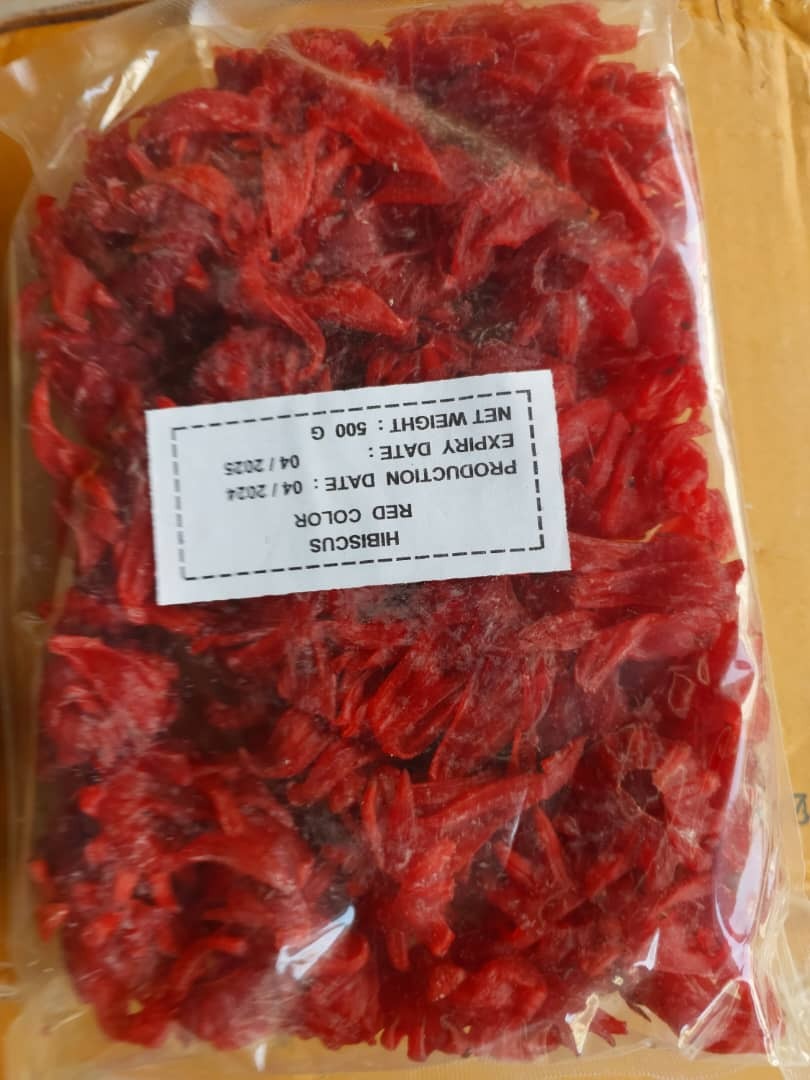 HIBISCUS
RED COLOR
PRODUCTION DATE : 04 / 2024
EXPIRY DATE : 04 / 2025
NET WEIGHT : 500 G